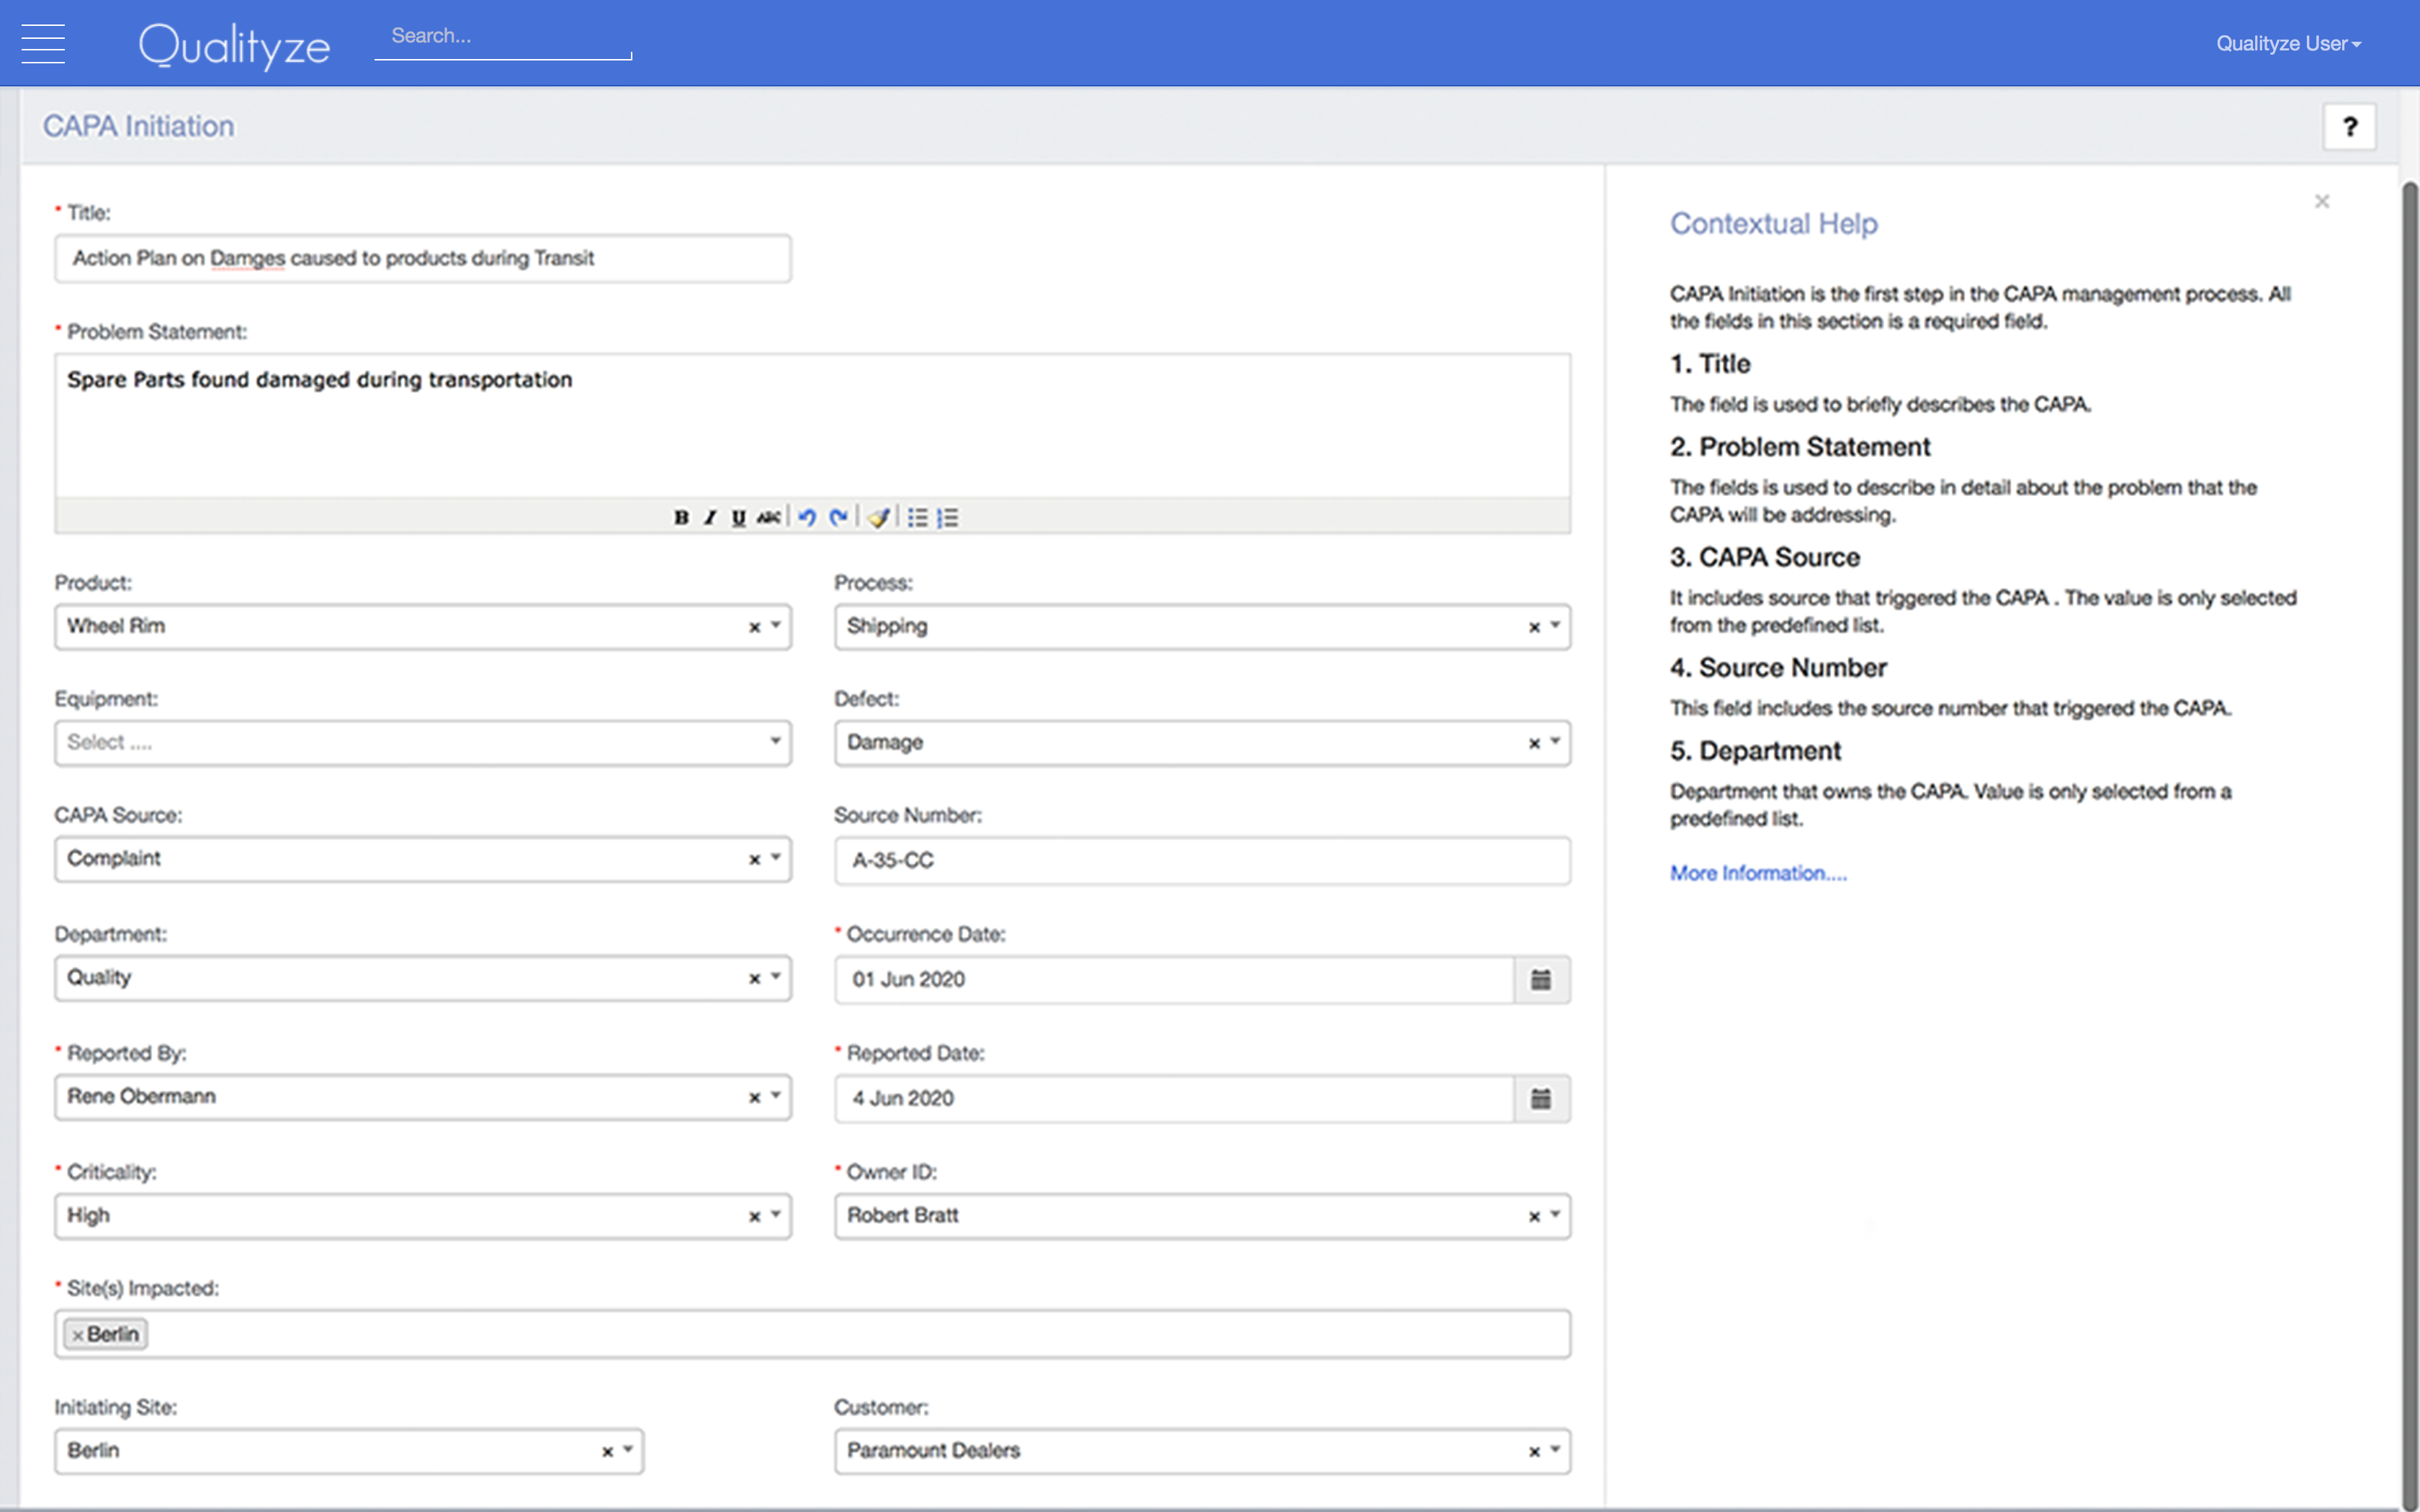 Qualityze
Search...
Qualityze User
CAPA Initiation
?
* Title:
Action Plan on Damges caused to products during Transit
* Problem Statement:
Spare Parts found damaged during transportation
B I U ABC
Product:
Process:
Wheel Rim
Shipping
Equipment:
Defect:
Select ....
Damage
CAPA Source:
Source Number:
Complaint
A-35-CC
Department:
* Occurrence Date:
Quality
01 Jun 2020
* Reported By:
* Reported Date:
Rene Obermann
4 Jun 2020
* Criticality:
* Owner ID:
High
Robert Bratt
* Site(s) Impacted:
×Berlin
Initiating Site:
Customer:
Berlin
Paramount Dealers
Contextual Help
CAPA Initiation is the first step in the CAPA management process. All
the fields in this section is a required field.
1. Title
The field is used to briefly describes the CAPA.
2. Problem Statement
The fields is used to describe in detail about the problem that the
CAPA will be addressing.
3. CAPA Source
It includes source that triggered the CAPA . The value is only selected
from the predefined list.
4. Source Number
This field includes the source number that triggered the CAPA.
5. Department
Department that owns the CAPA. Value is only selected from a
predefined list.
More Information....